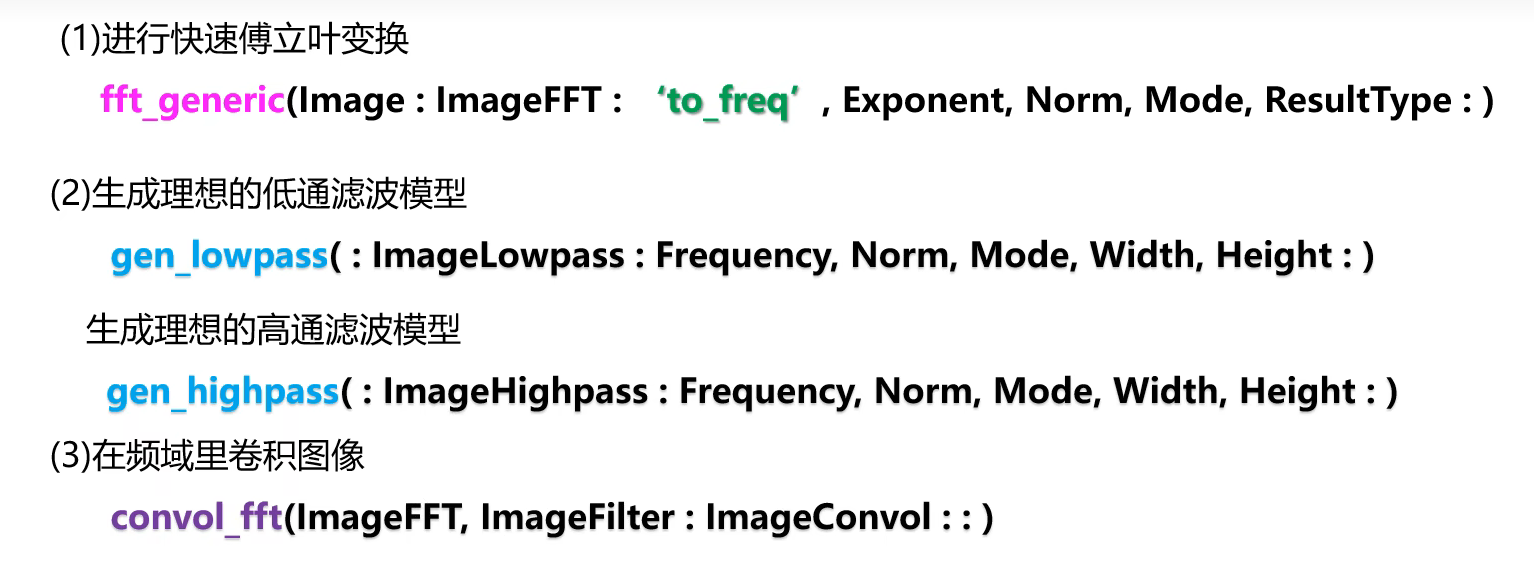 (1)进行快速傅立叶变换
fft_generic(Image : ImageFFT : ‘to_freq’ , Exponent, Norm, Mode, ResultType : )
(2)生成理想的低通滤波模型
gen_lowpass( : ImageLowpass : Frequency, Norm, Mode, Width, Height : )
生成理想的高通滤波模型
gen_highpass( : ImageHighpass : Frequency, Norm, Mode, Width, Height : )
(3)在频域里卷积图像
convol_fft(ImageFFT, ImageFilter : ImageConvol : : )